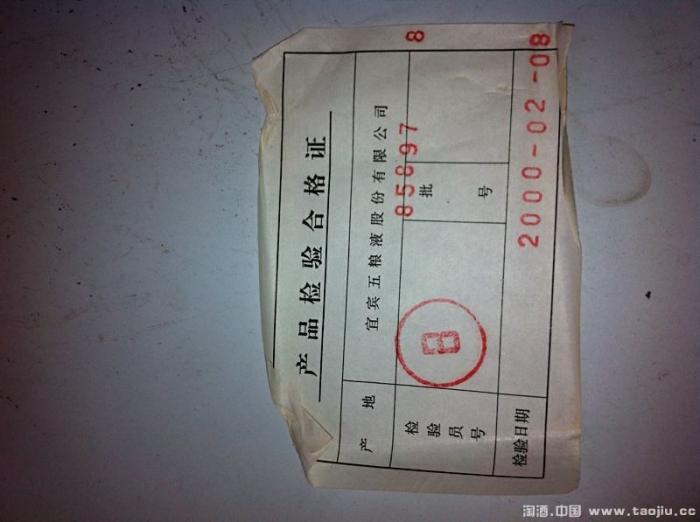 产品检验合格证
产 地 宜宾五粮液股份有限公司
检验员号 8 批号 85897 8
检验日期 2000-02-08
淘酒.中国 www.taojiu.cc